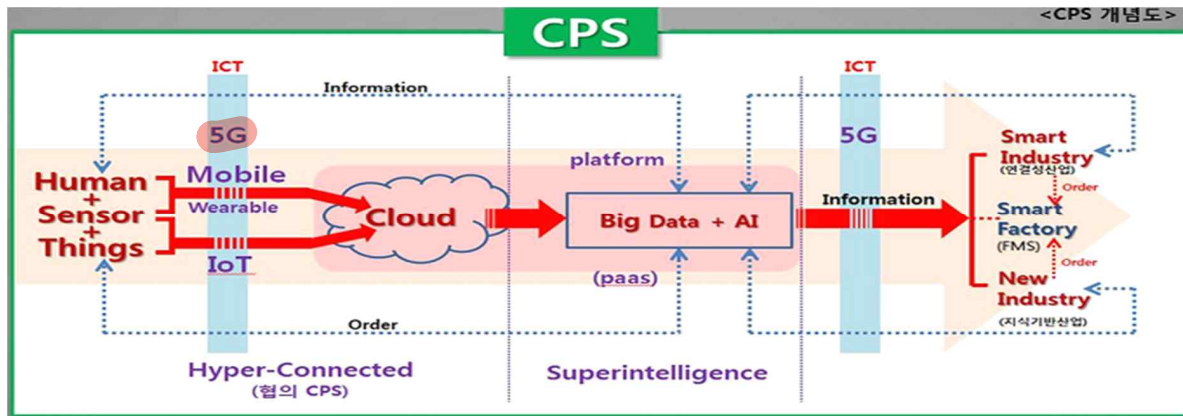 <CPS 개념도>
CPS
ICT
ICT
Information
5G
5G
platform
Mobile
Wearable
IoT
Human
+
Sensor
+
Things
Cloud
Big Data + AI
(paas)
Information
Smart
Industry
(연결성산업)
Order
Smart
Factory
(FMS)
Order
New
Industry
(지식기반산업)
Order
Hyper-Connected
(협의 CPS)
Superintelligence